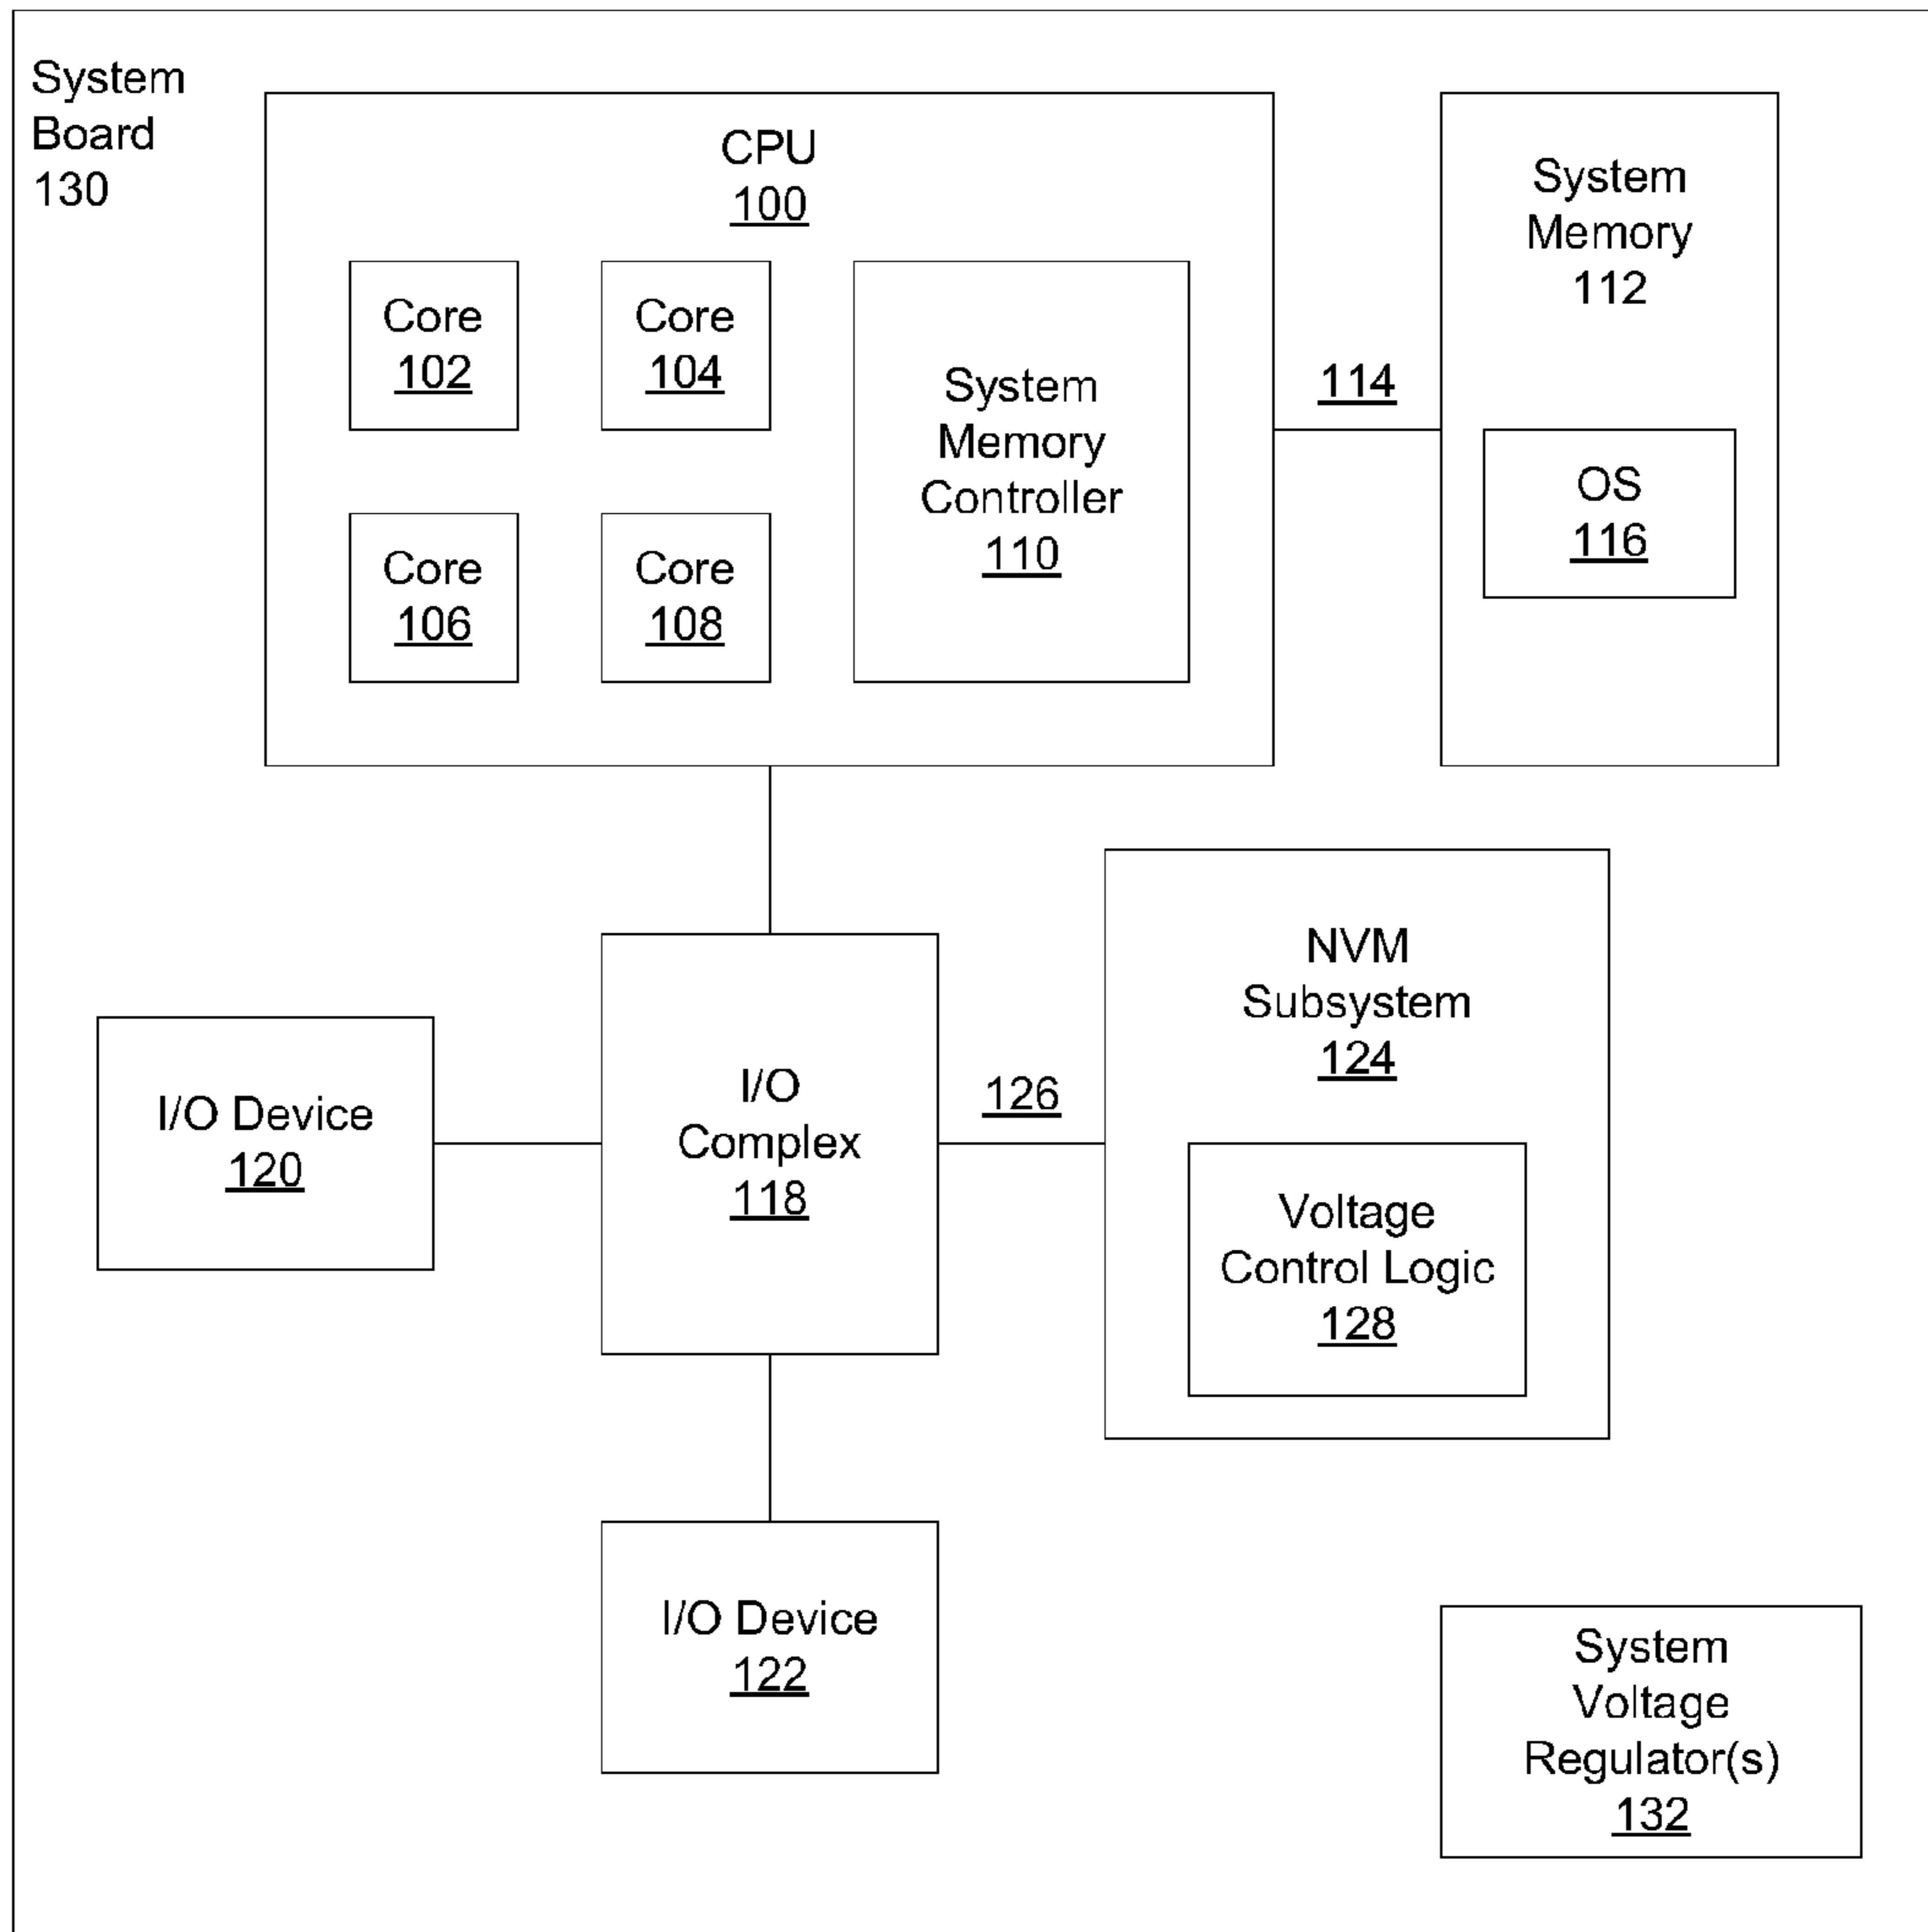 System
Board
130
CPU
100
Core
102
Core
104
Core
106
Core
108
System
Memory
Controller
110
114
System
Memory
112
OS
116
NVM
Subsystem
124
Voltage
Control Logic
128
I/O
Complex
118
126
I/O Device
120
I/O Device
122
System
Voltage
Regulator(s)
132